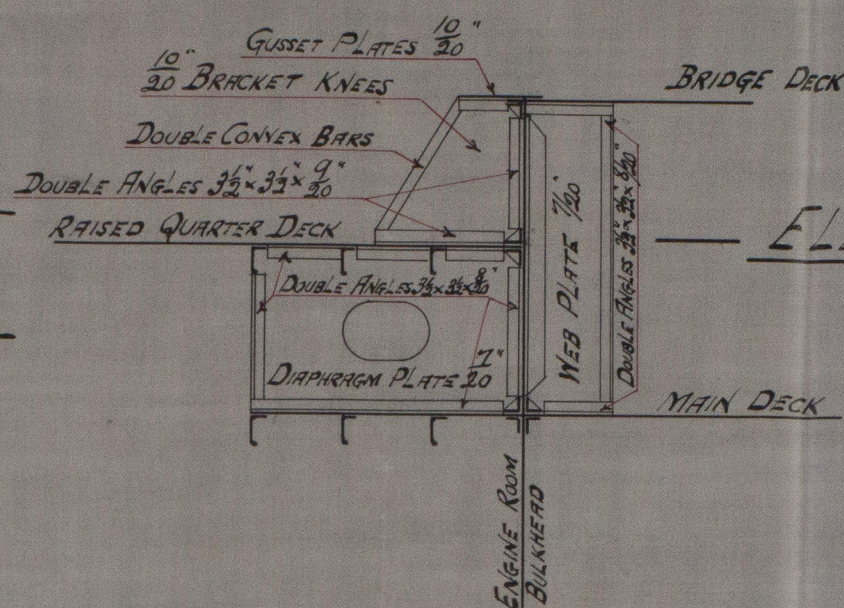 GUSSET PLATES 10/20"
10/20" BRACKET KNEES
BRIDGE DECK
DOUBLE CONVEX BARS
DOUBLE ANGLES 3½"×3½"×9/20"
RAISED QUARTER DECK
DOUBLE ANGLES 3½×3½×8/20"
DIAPHRAGM PLATE 7/20"
WEB PLATE 7/20"
DOUBLE ANGLES 3½"×3½"×8/20"
MAIN DECK
ENGINE ROOM
BULKHEAD